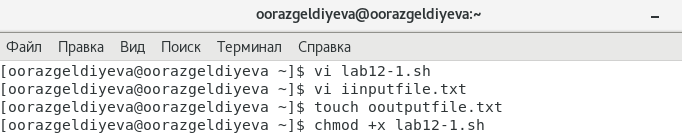 oorazgeldiyeva@oorazgeldiyeva:~
Файл Правка Вид Поиск Терминал Справка
[oorazgeldiyeva@oorazgeldiyeva ~]$ vi lab12-1.sh
[oorazgeldiyeva@oorazgeldiyeva ~]$ vi iinputfile.txt
[oorazgeldiyeva@oorazgeldiyeva ~]$ touch ooutputfile.txt
[oorazgeldiyeva@oorazgeldiyeva ~]$ chmod +x lab12-1.sh